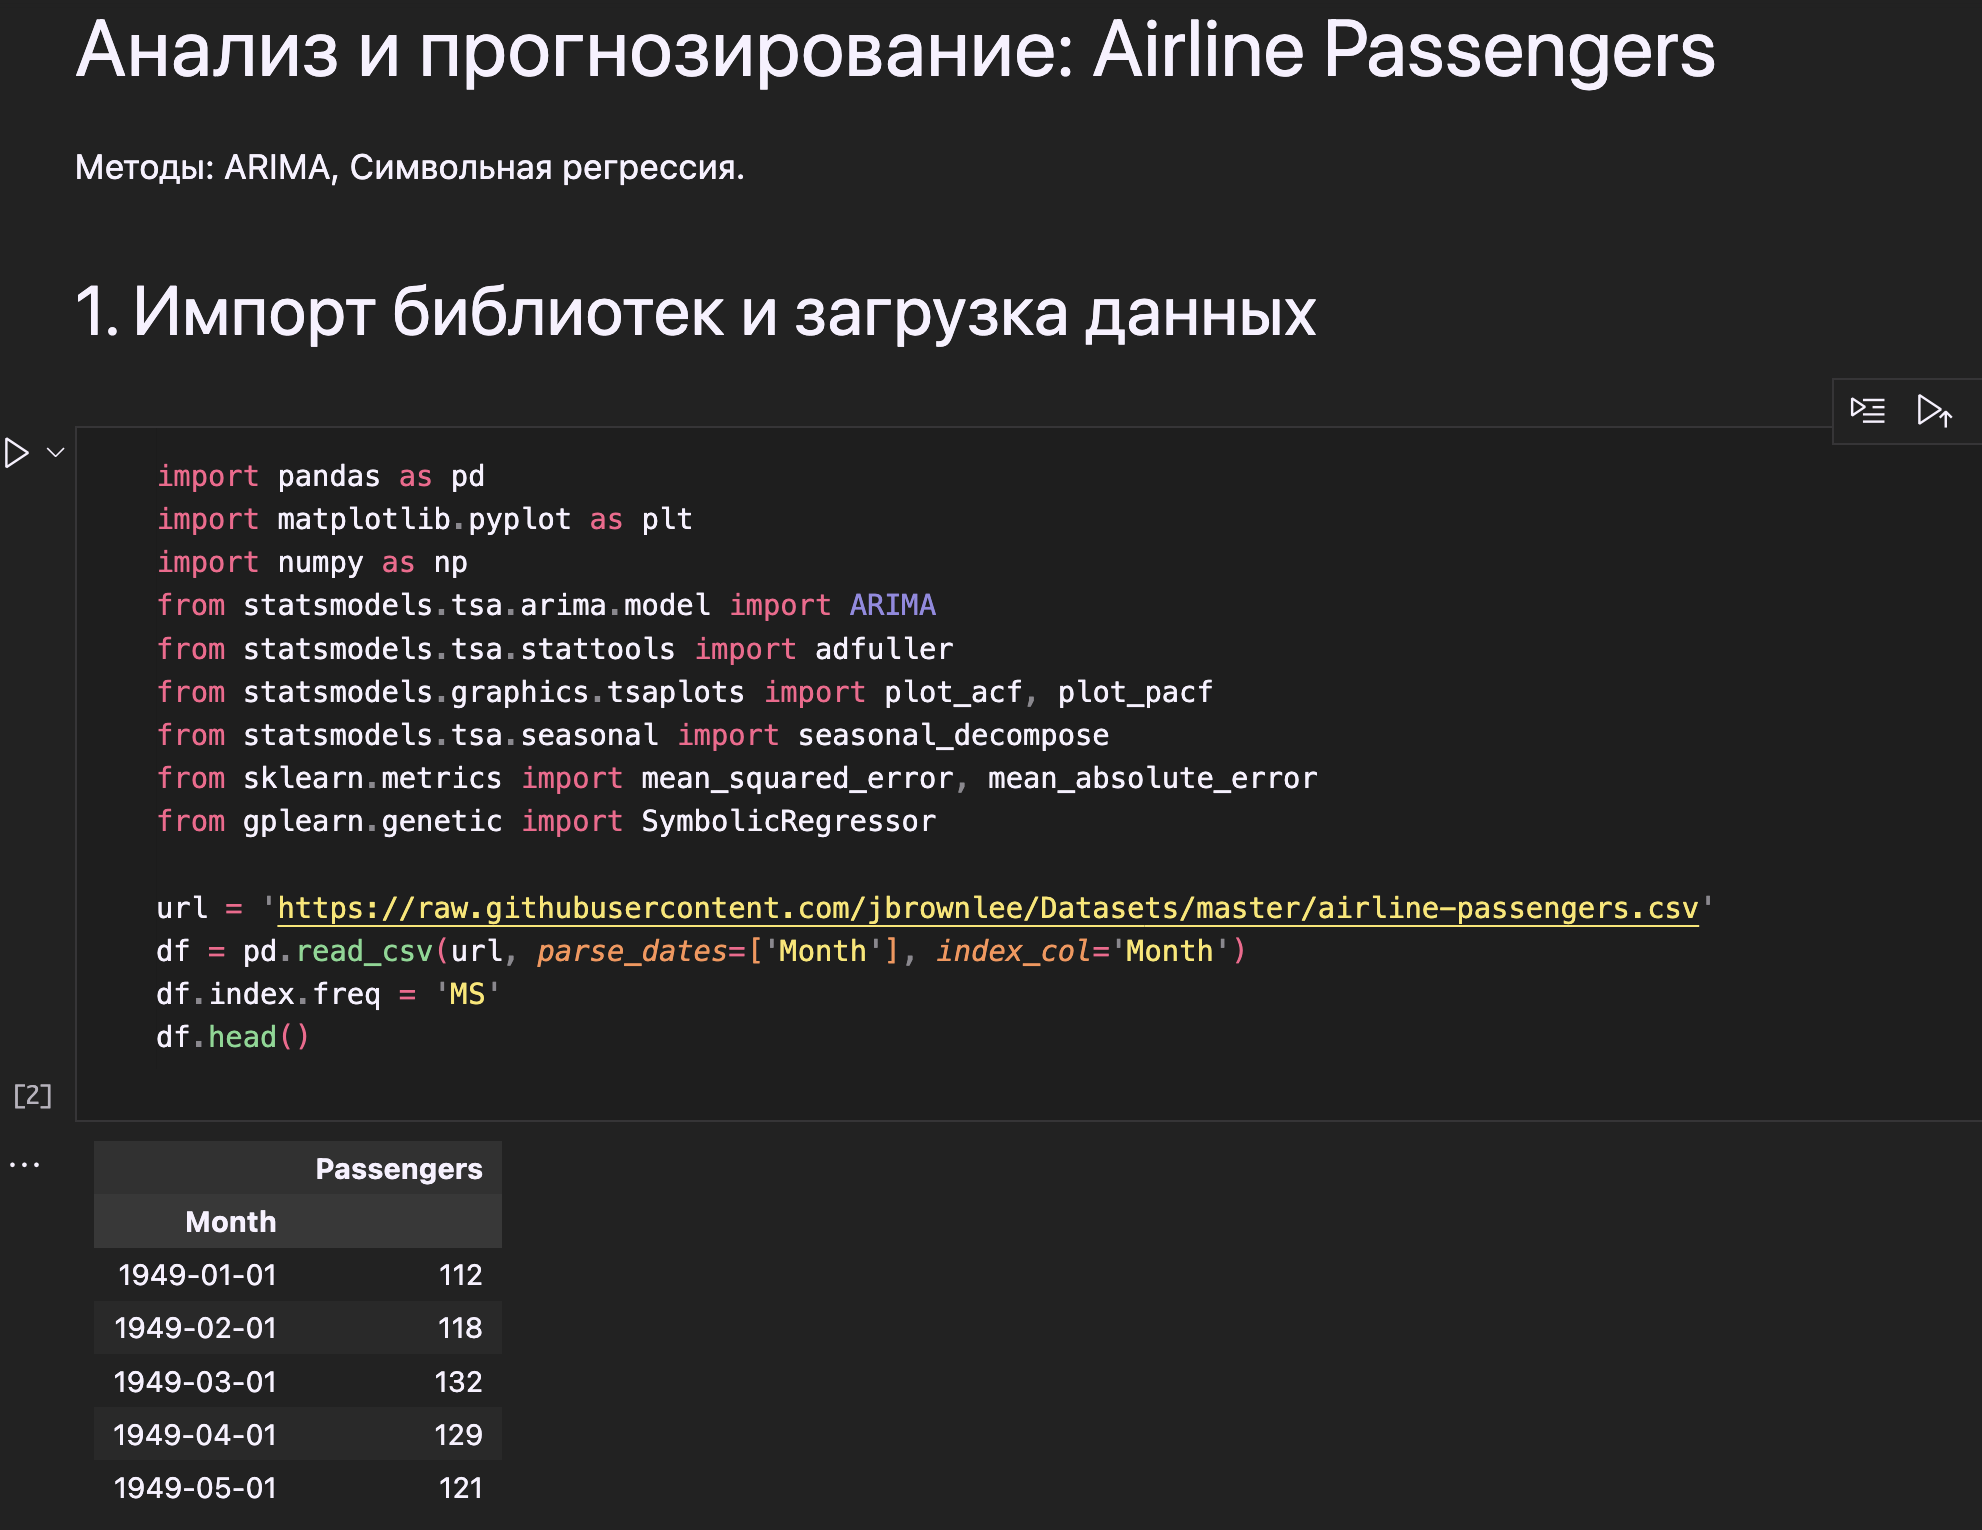 Анализ и прогнозирование: Airline Passengers
Методы: ARIMA, Символьная регрессия.
1. Импорт библиотек и загрузка данных
import pandas as pd
import matplotlib.pyplot as plt
import numpy as np
from statsmodels.tsa.arima.model import ARIMA
from statsmodels.tsa.stattools import adfuller
from statsmodels.graphics.tsaplots import plot_acf, plot_pacf
from statsmodels.tsa.seasonal import seasonal_decompose
from sklearn.metrics import mean_squared_error, mean_absolute_error
from gplearn.genetic import SymbolicRegressor
url = 'https://raw.githubusercontent.com/jbrownlee/Datasets/master/airline-passengers.csv'
df = pd.read_csv(url, parse_dates=['Month'], index_col='Month')
df.index.freq = 'MS'
df.head()
[2]
...
Passengers
Month
1949-01-01 112
1949-02-01 118
1949-03-01 132
1949-04-01 129
1949-05-01 121